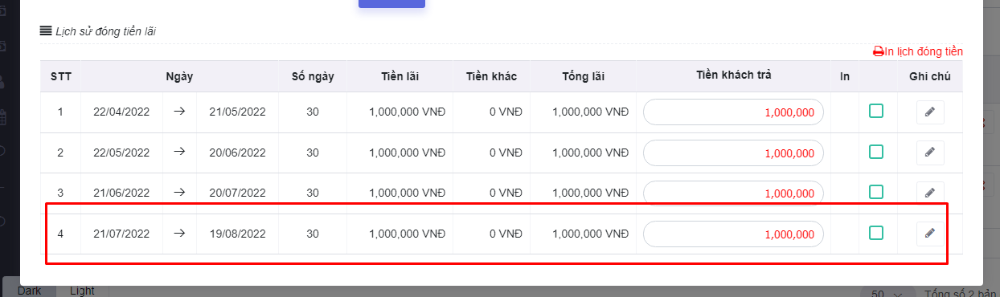 Lịch sử đóng tiền lãi
In lịch đóng tiền
STT Ngày Số ngày Tiền lãi Tiền khác Tổng lãi Tiền khách trả In Ghi chú
1 22/04/2022 → 21/05/2022 30 1,000,000 VNĐ 0 VNĐ 1,000,000 VNĐ 1,000,000
2 22/05/2022 → 20/06/2022 30 1,000,000 VNĐ 0 VNĐ 1,000,000 VNĐ 1,000,000
3 21/06/2022 → 20/07/2022 30 1,000,000 VNĐ 0 VNĐ 1,000,000 VNĐ 1,000,000
4 21/07/2022 → 19/08/2022 30 1,000,000 VNĐ 0 VNĐ 1,000,000 VNĐ 1,000,000
Dark Light 50 Tổng số 2 bản